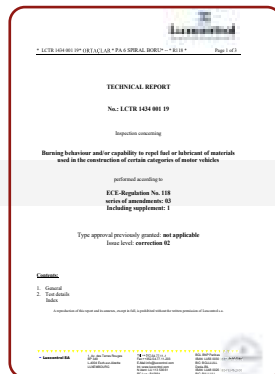 Luxcontrol
* LCTR 1434 001 19 * ORTAÇLAR * PA 6 SPIRAL BORU * -- * R118 * Page 1 of 3
TECHNICAL REPORT
No.: LCTR 1434 001 19
Inspection concerning
Burning behaviour and/or capability to repel fuel or lubricant of materials
used in the construction of certain categories of motor vehicles
performed according to
ECE-Regulation No. 118
series of amendments: 03
Including supplement: 1
Type approval previously granted: not applicable
Issue level: correction 02
Contents:
1. General
2. Test details
Index
A reproduction of this report and its annexes, except in full, is prohibited without the written permission of Luxcontrol s.a.
Luxcontrol SA